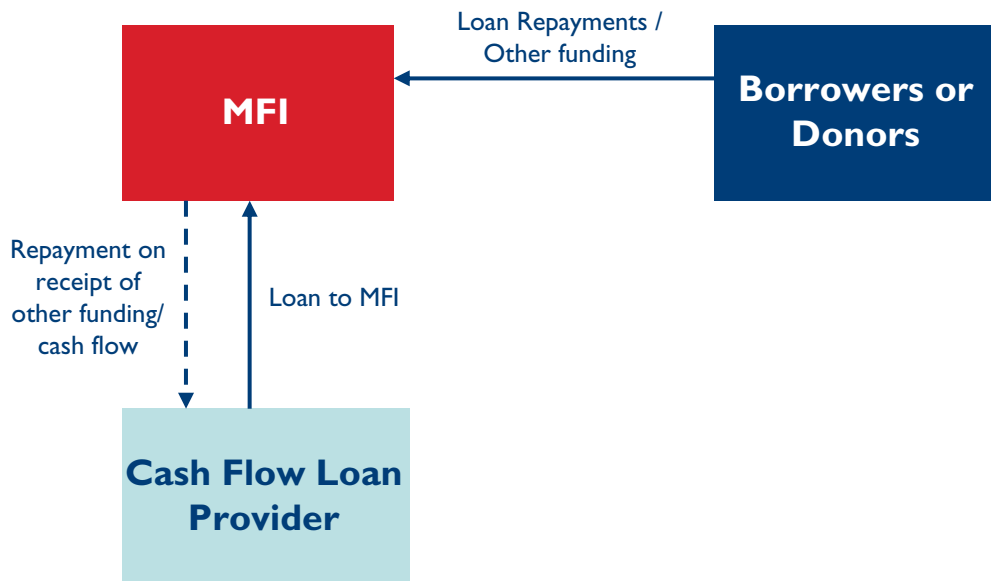 Loan Repayments /
Other funding
MFI
Borrowers or
Donors
Repayment on
receipt of
other funding/
cash flow
Loan to MFI
Cash Flow Loan
Provider